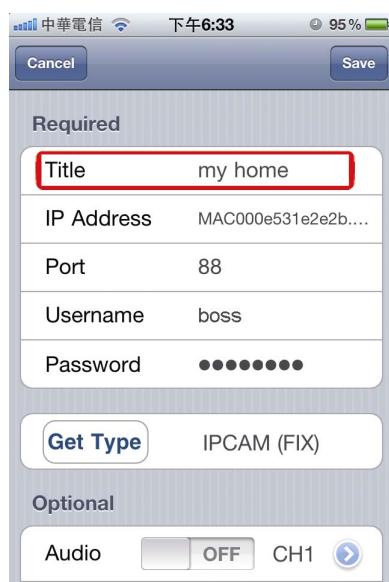 中華電信 下午6:33 95%
Cancel Save
Required
Title my home
IP Address MAC000e531e2e2b....
Port 88
Username boss
Password ●●●●●●●●
Get Type IPCAM (FIX)
Optional
Audio OFF CH1